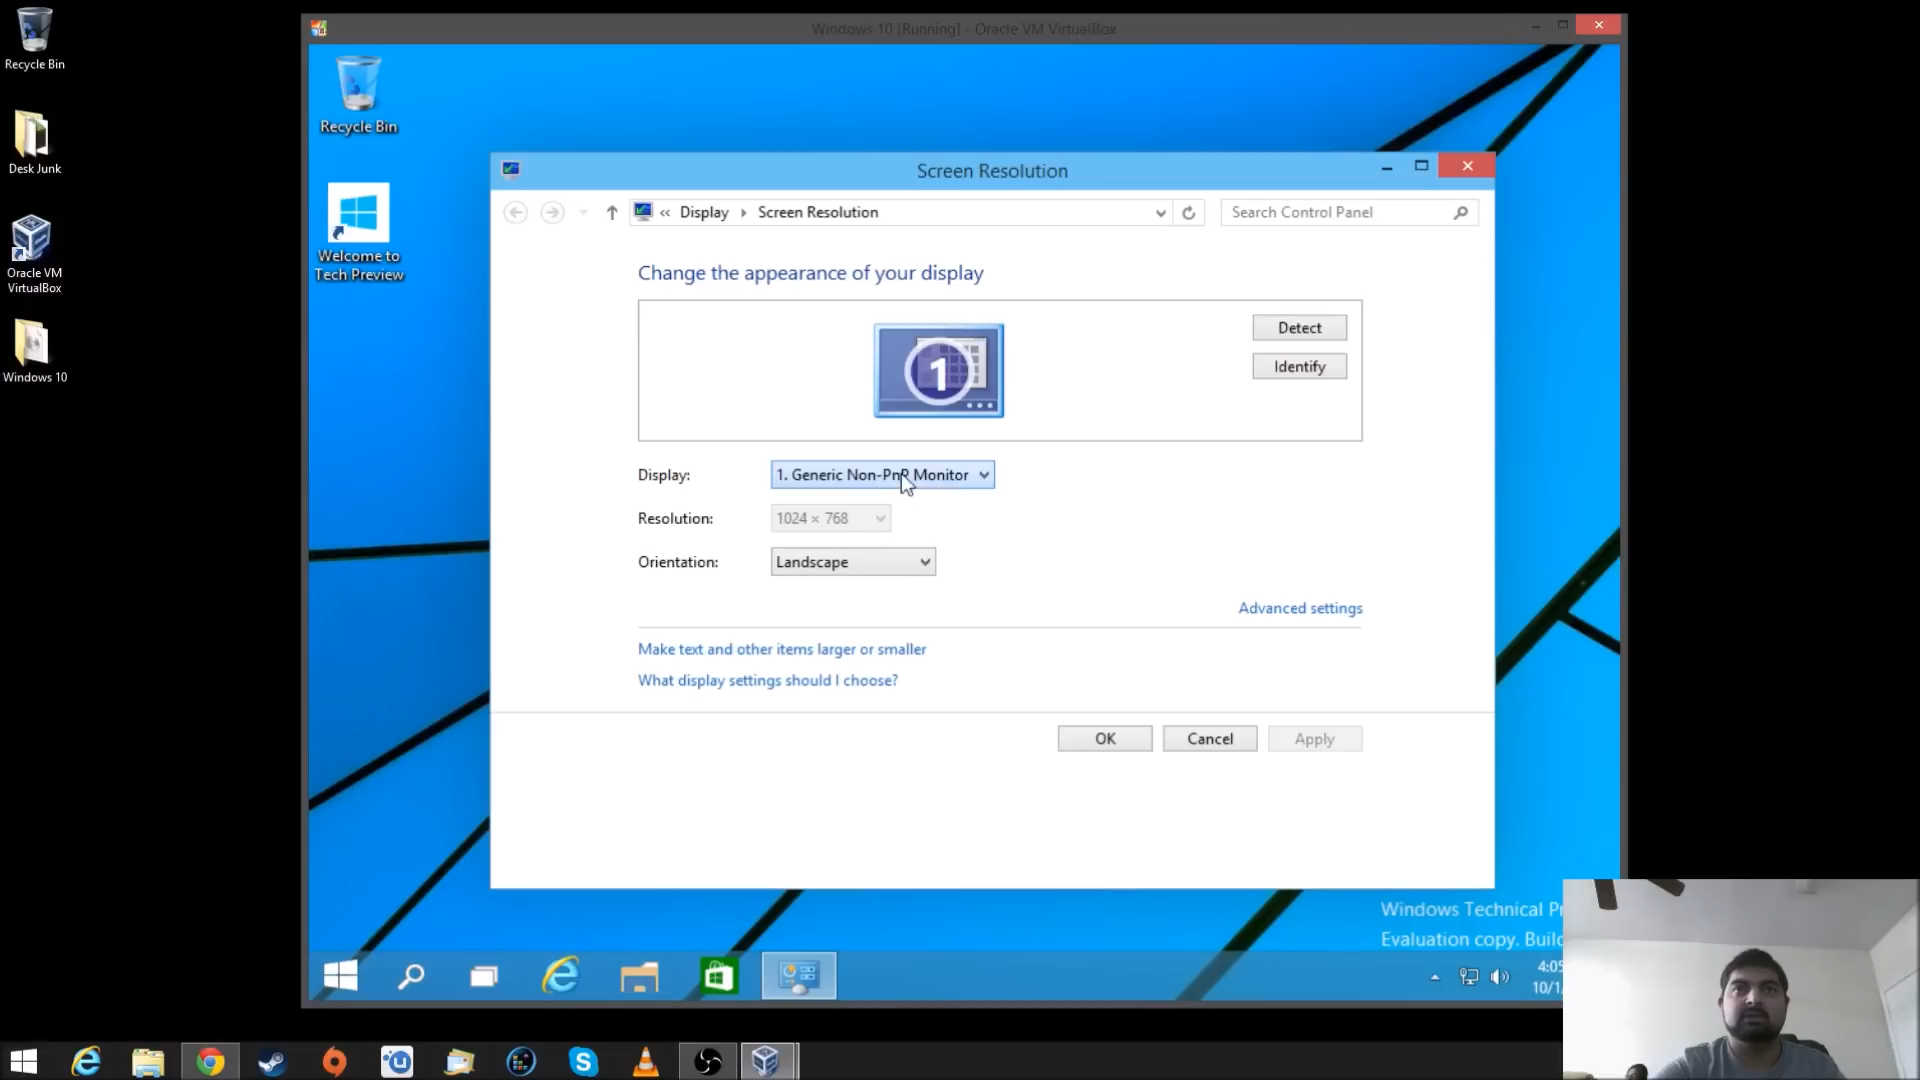 Windows 10 [Running] - Oracle VM VirtualBox
Recycle Bin
Desk Junk
Oracle VM
VirtualBox
Windows 10
Recycle Bin
Welcome to
Tech Preview
Screen Resolution
« Display Screen Resolution
Search Control Panel
Change the appearance of your display
1
Detect
Identify
Display: 1. Generic Non-PnP Monitor
Resolution: 1024 × 768
Orientation: Landscape
Advanced settings
Make text and other items larger or smaller
What display settings should I choose?
OK Cancel Apply
Windows Technical Pr
Evaluation copy. Build
4:05
10/1/